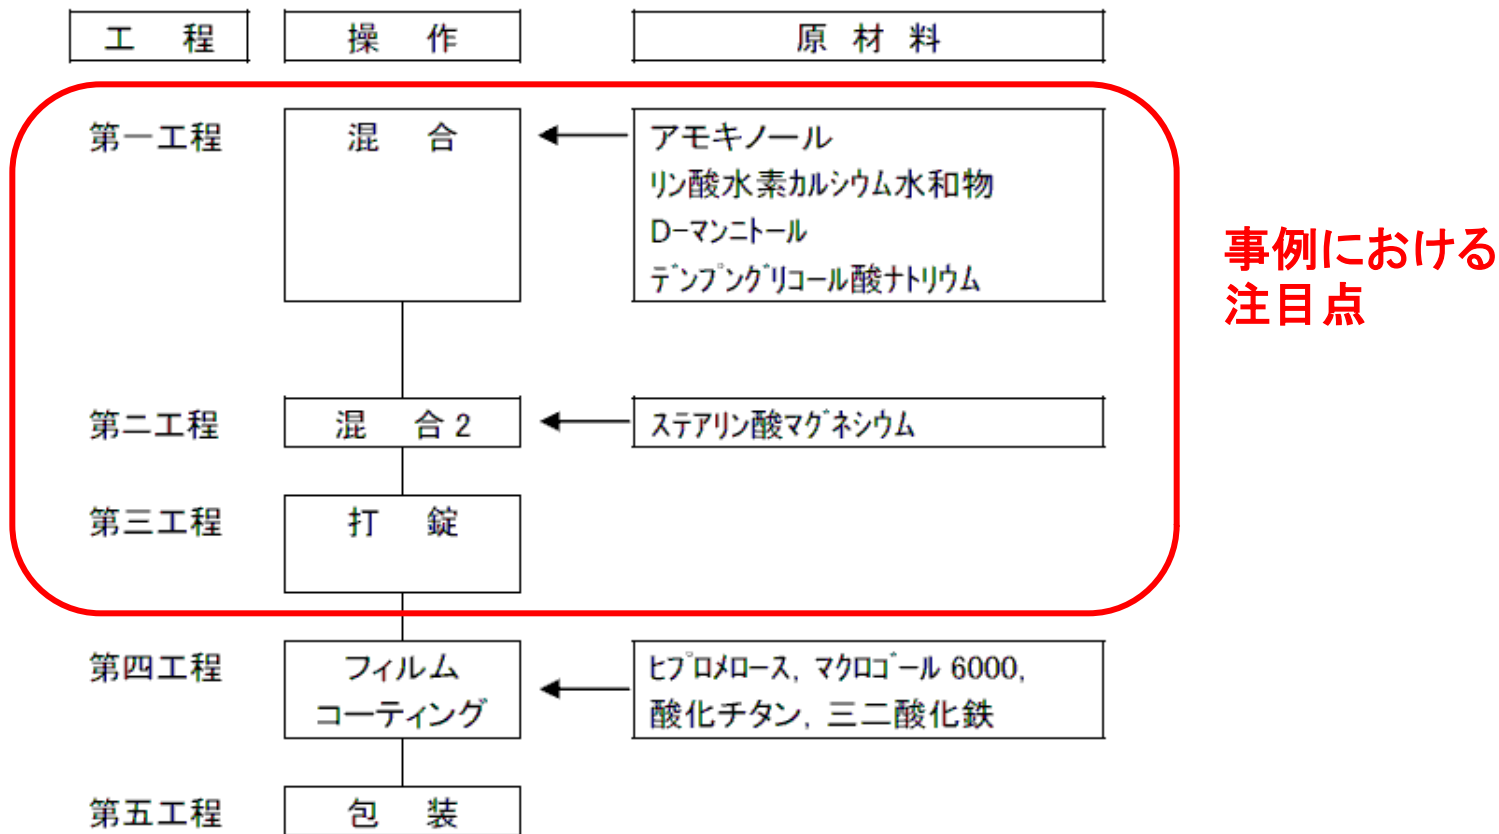 工　程　操　作　原 材 料
第一工程　混　合　アモキノール
リン酸水素カルシウム水和物
D-マンニトール
デンプングリコール酸ナトリウム
事例における
注目点
第二工程　混　合 2　ステアリン酸マグネシウム
第三工程　打　錠
第四工程　フィルム　ヒプロメロース, マクロゴール 6000,
コーティング　酸化チタン, 三二酸化鉄
第五工程　包　装